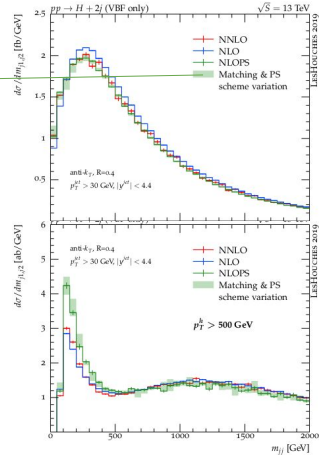 pp → H + 2j (VBF only) √S = 13 TeV
dσ/dm_{j1,j2} [fb/GeV]
2.5
2
1.5
1
0.5
NNLO
NLO
NLOPS
Matching & PS
scheme variation
anti-k_T, R=0.4
p_T^{jet} > 30 GeV, |y^{jet}| < 4.4
LesHouches 2019
dσ/dm_{j1,j2} [ab/GeV]
6
5
4
3
2
1
anti-k_T, R=0.4
p_T^{jet} > 30 GeV, |y^{jet}| < 4.4
NNLO
NLO
NLOPS
Matching & PS
scheme variation
p_T^h > 500 GeV
LesHouches 2019
0 500 1000 1500 2000
m_{jj} [GeV]